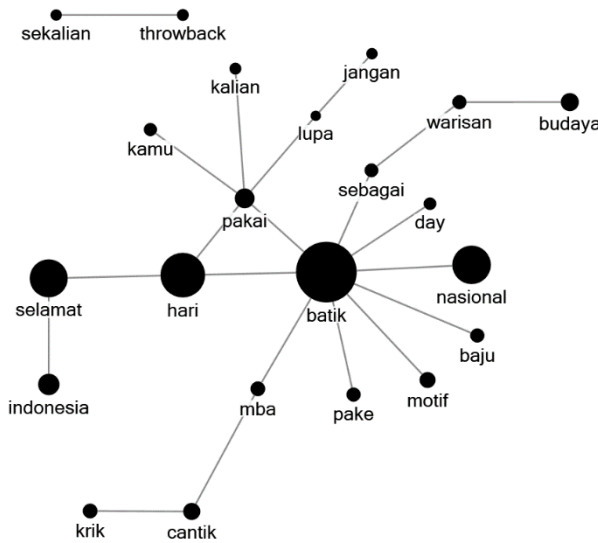 sekalian throwback
jangan
kalian
lupa
warisan budaya
kamu
sebagai
pakai
day
selamat hari batik nasional
baju
indonesia mba pake motif
krik cantik